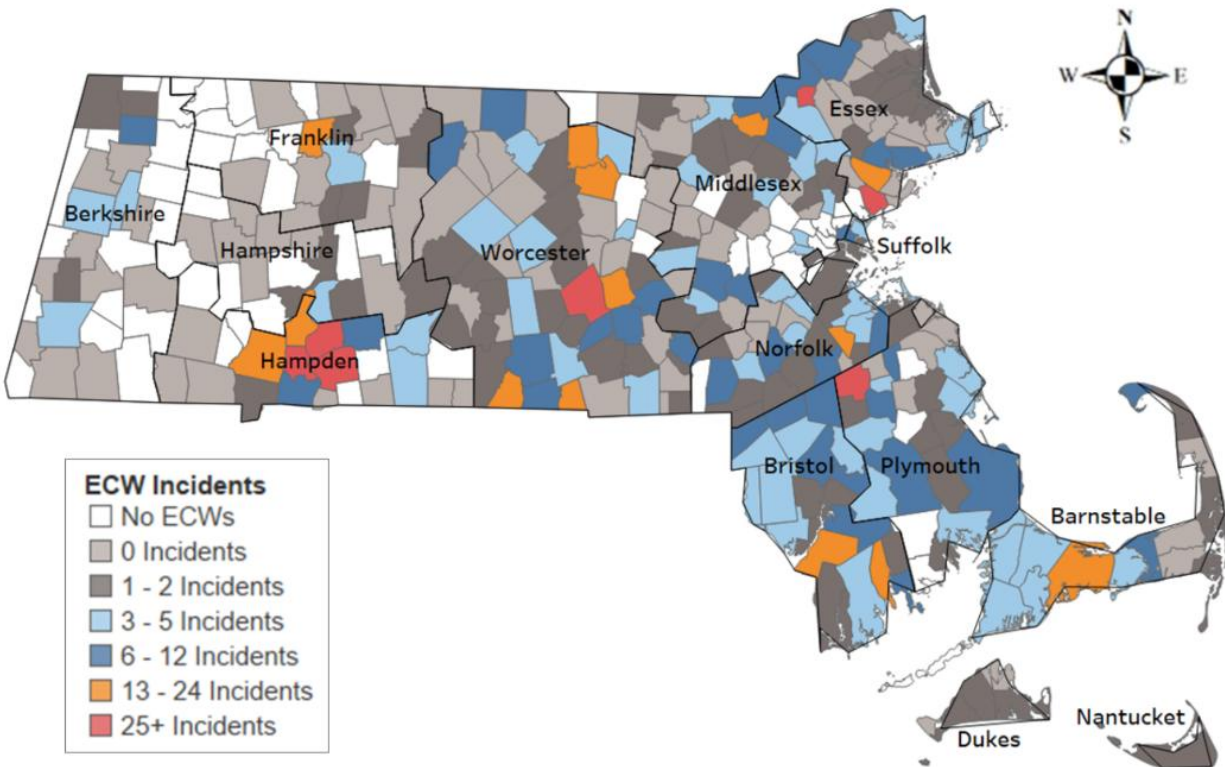 N
W E
S
Essex
Franklin
Middlesex
Berkshire
Hampshire
Worcester
Suffolk
Norfolk
Hampden
Bristol
Plymouth
Barnstable
ECW Incidents
No ECWs
0 Incidents
1 - 2 Incidents
3 - 5 Incidents
6 - 12 Incidents
13 - 24 Incidents
25+ Incidents
Nantucket
Dukes